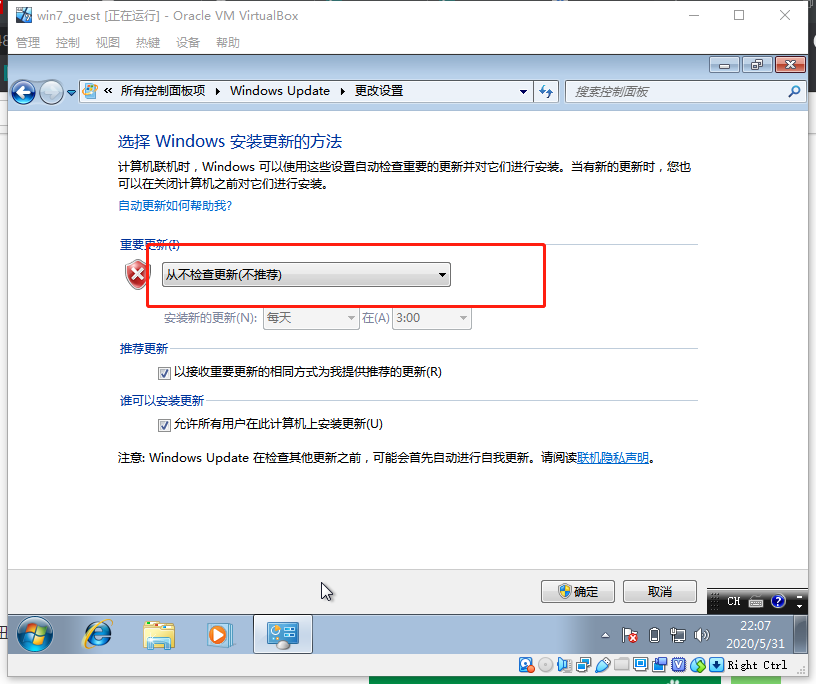 win7_guest [正在运行] - Oracle VM VirtualBox
管理 控制 视图 热键 设备 帮助
« 所有控制面板项 Windows Update 更改设置
搜索控制面板
选择 Windows 安装更新的方法
计算机联机时，Windows 可以使用这些设置自动检查重要的更新并对它们进行安装。当有新的更新时，您也
可以在关闭计算机之前对它们进行安装。
自动更新如何帮助我?
重要更新(I)
从不检查更新(不推荐)
安装新的更新(N): 每天 在(A) 3:00
推荐更新
以接收重要更新的相同方式为我提供推荐的更新(R)
谁可以安装更新
允许所有用户在此计算机上安装更新(U)
注意: Windows Update 在检查其他更新之前，可能会首先自动进行自我更新。请阅读联机隐私声明。
确定 取消
CH
22:07
2020/5/31
Right Ctrl